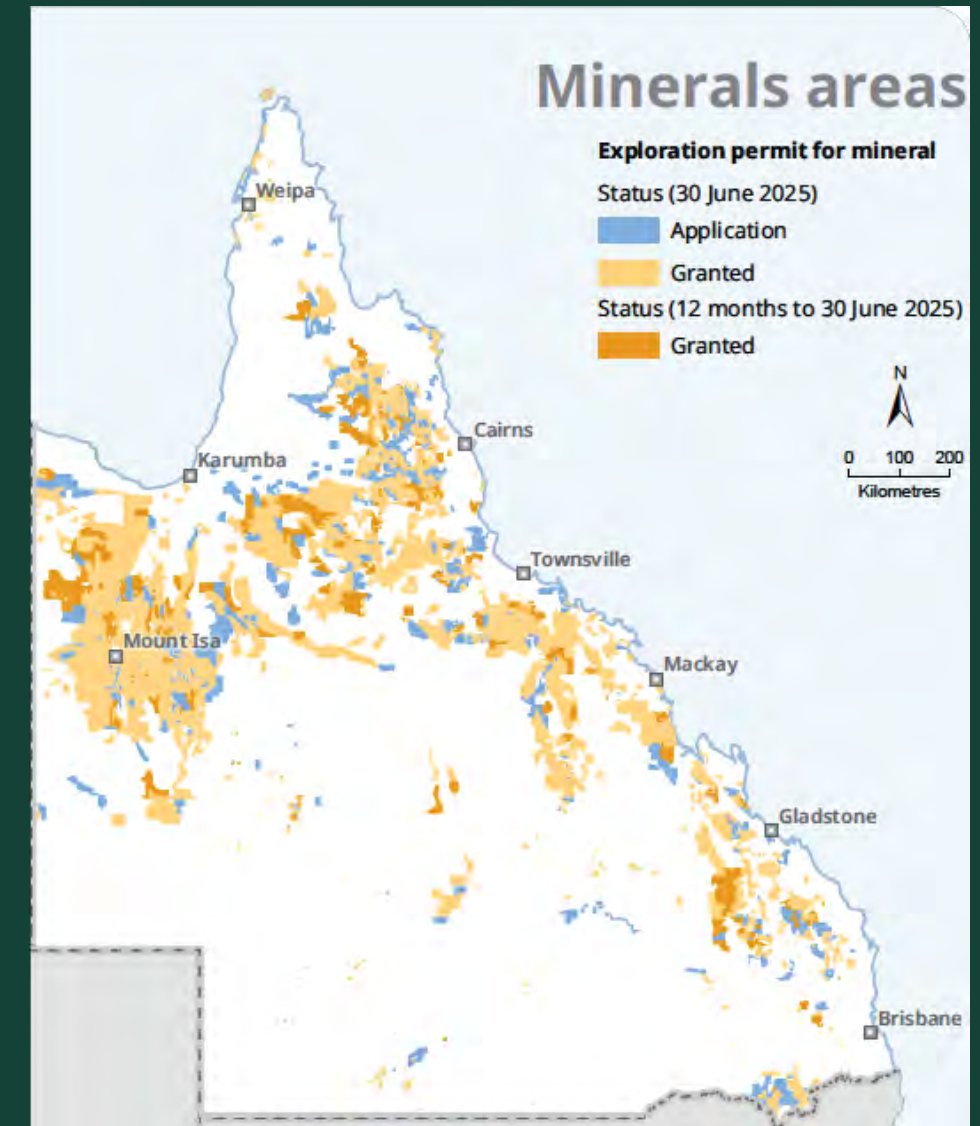 Minerals areas
Exploration permit for mineral
Status (30 June 2025)
Application
Granted
Status (12 months to 30 June 2025)
Granted
N
0 100 200
Kilometres
Weipa
Cairns
Karumba
Townsville
Mount Isa
Mackay
Gladstone
Brisbane